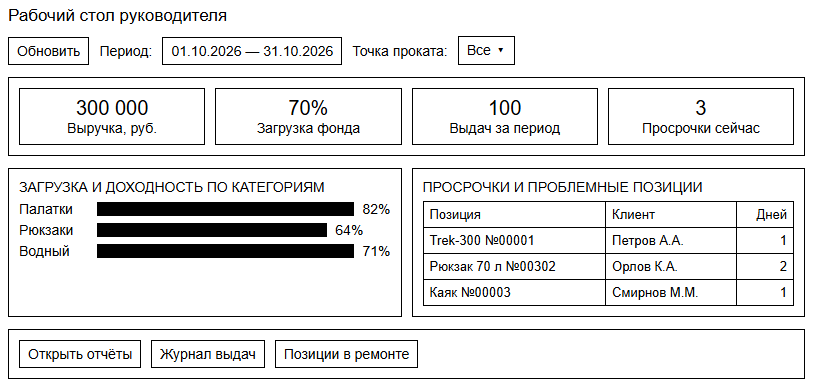 Рабочий стол руководителя
Обновить Период: 01.10.2026 — 31.10.2026 Точка проката: Все
300 000 70% 100 3
Выручка, руб. Загрузка фонда Выдач за период Просрочки сейчас
ЗАГРУЗКА И ДОХОДНОСТЬ ПО КАТЕГОРИЯМ
Палатки 82%
Рюкзаки 64%
Водный 71%
ПРОСРОЧКИ И ПРОБЛЕМНЫЕ ПОЗИЦИИ
Позиция Клиент Дней
Trek-300 №00001 Петров А.А. 1
Рюкзак 70 л №00302 Орлов К.А. 2
Каяк №00003 Смирнов М.М. 1
Открыть отчёты Журнал выдач Позиции в ремонте